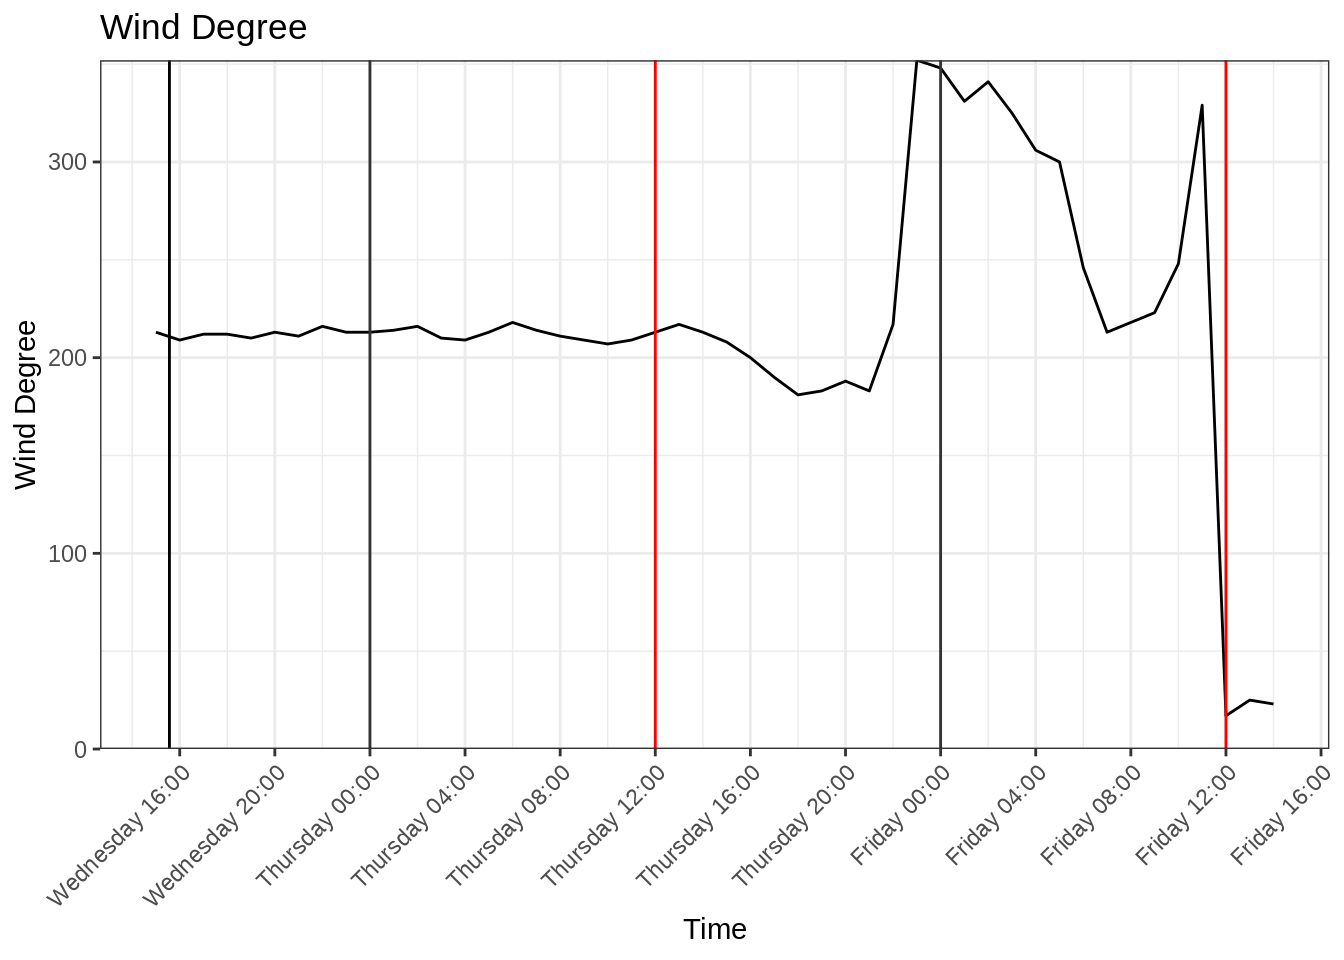 Wind Degree
Wind Degree
300
200
100
0
Wednesday 16:00
Wednesday 20:00
Thursday 00:00
Thursday 04:00
Thursday 08:00
Thursday 12:00
Thursday 16:00
Thursday 20:00
Friday 00:00
Friday 04:00
Friday 08:00
Friday 12:00
Friday 16:00
Time